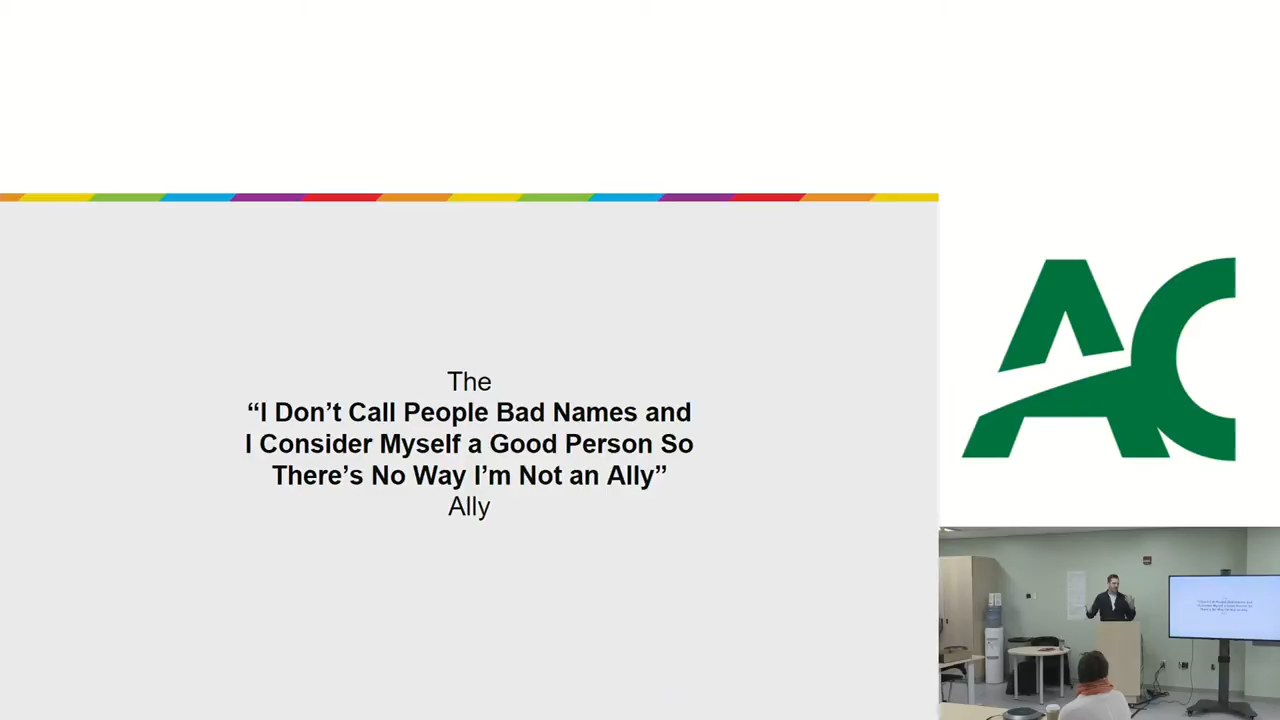 The
“I Don’t Call People Bad Names and
I Consider Myself a Good Person So
There’s No Way I’m Not an Ally”
Ally
AC